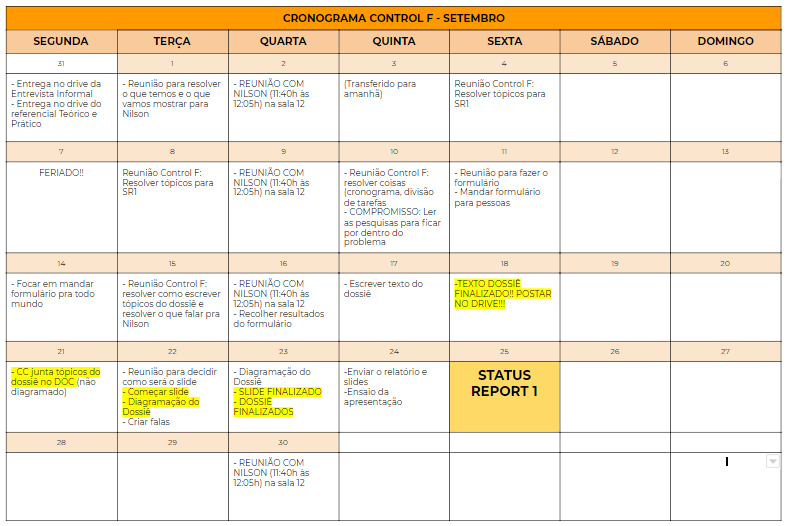 CRONOGRAMA CONTROL F - SETEMBRO
SEGUNDA TERÇA QUARTA QUINTA SEXTA SÁBADO DOMINGO
31 1 2 3 4 5 6
- Entrega no drive da
Entrevista Informal
- Entrega no drive do
referencial Teórico e
Prático
- Reunião para resolver
o que temos e o que
vamos mostrar para
Nilson
- REUNIÃO COM
NILSON (11:40h às
12:05h) na sala 12
(Transferido para
amanhã)
Reunião Control F:
Resolver tópicos para
SR1
7 8 9 10 11 12 13
FERIADO!!
Reunião Control F:
Resolver tópicos para
SR1
- REUNIÃO COM
NILSON (11:40h às
12:05h) na sala 12
- Reunião Control F:
resolver coisas
(cronograma, divisão
de tarefas
- COMPROMISSO: Ler
as pesquisas para ficar
por dentro do
problema
- Reunião para fazer o
formulário
- Mandar formulário
para pessoas
14 15 16 17 18 19 20
- Focar em mandar
formulário pra todo
mundo
- Reunião Control F:
resolver como escrever
tópicos do dossiê e
resolver o que falar pra
Nilson
- REUNIÃO COM
NILSON (11:40h às
12:05h) na sala 12
- Recolher resultados
do formulário
- Escrever texto do
dossiê
-TEXTO DOSSIÊ
FINALIZADO!! POSTAR
NO DRIVE!!!
21 22 23 24 25 26 27
- CC junta tópicos do
dossiê no DOC (não
diagramado)
- Reunião para decidir
como será o slide
- Começar slide
- Diagramação do
Dossiê
- Criar falas
- Diagramação do
Dossiê
- SLIDE FINALIZADO
- DOSSIÊ
FINALIZADOS
-Enviar o relatório e
slides
-Ensaio da
apresentação
STATUS
REPORT 1
28 29 30
- REUNIÃO COM
NILSON (11:40h às
12:05h) na sala 12